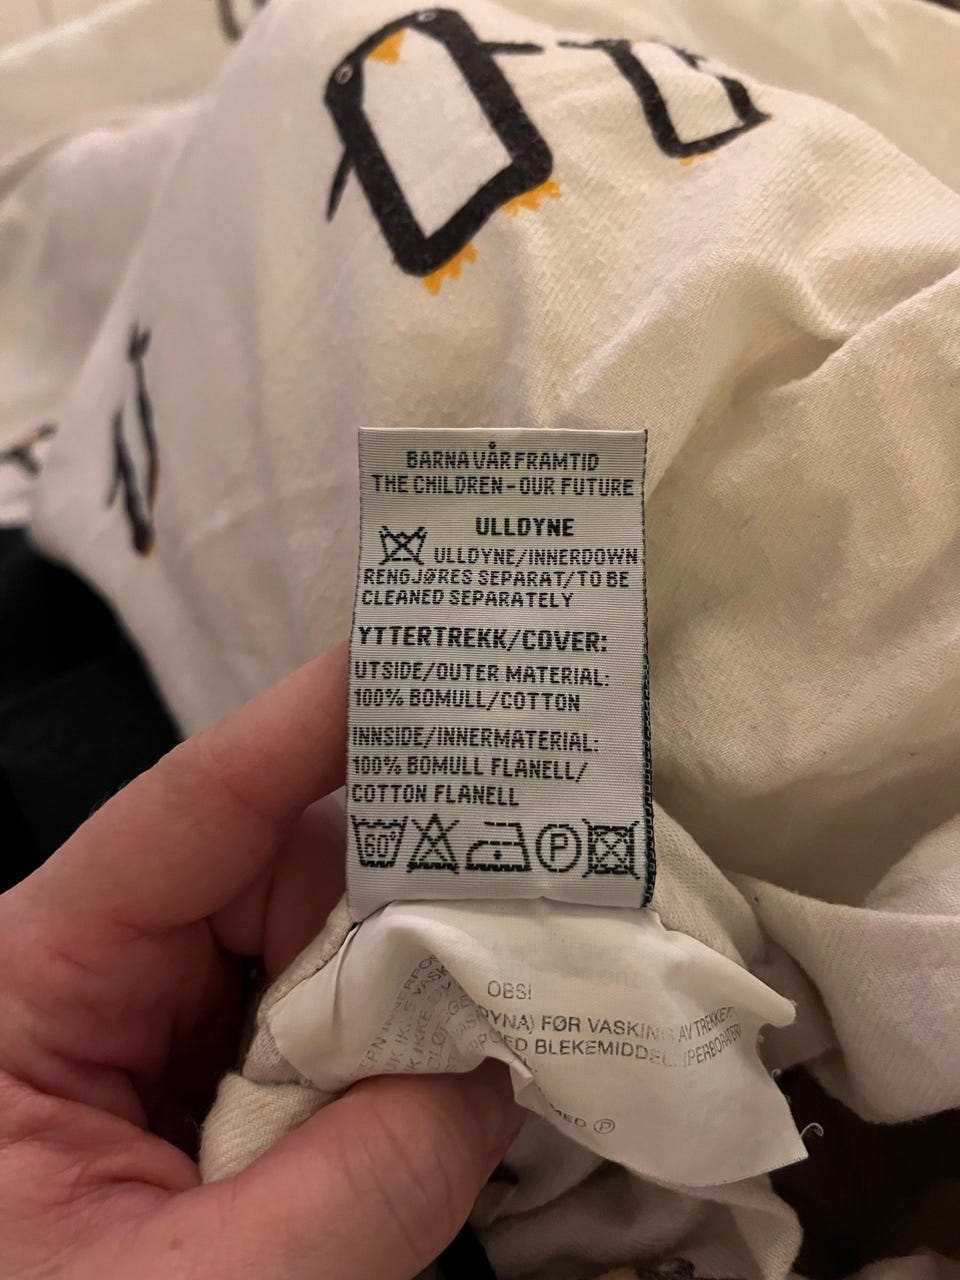 BARNA VÅR FRAMTID
THE CHILDREN - OUR FUTURE
ULLDYNE
ULLDYNE/INNERDOWN
RENGJØRES SEPARAT/TO BE
CLEANED SEPARATELY
YTTERTREKK/COVER:
UTSIDE/OUTER MATERIAL:
100% BOMULL/COTTON
INNSIDE/INNERMATERIAL:
100% BOMULL FLANELL/
COTTON FLANELL
60°
P
OBS!
FØR VASKING AV TREKKET
BLEKEMIDDEL. (PERBORATER)
IKKE
P